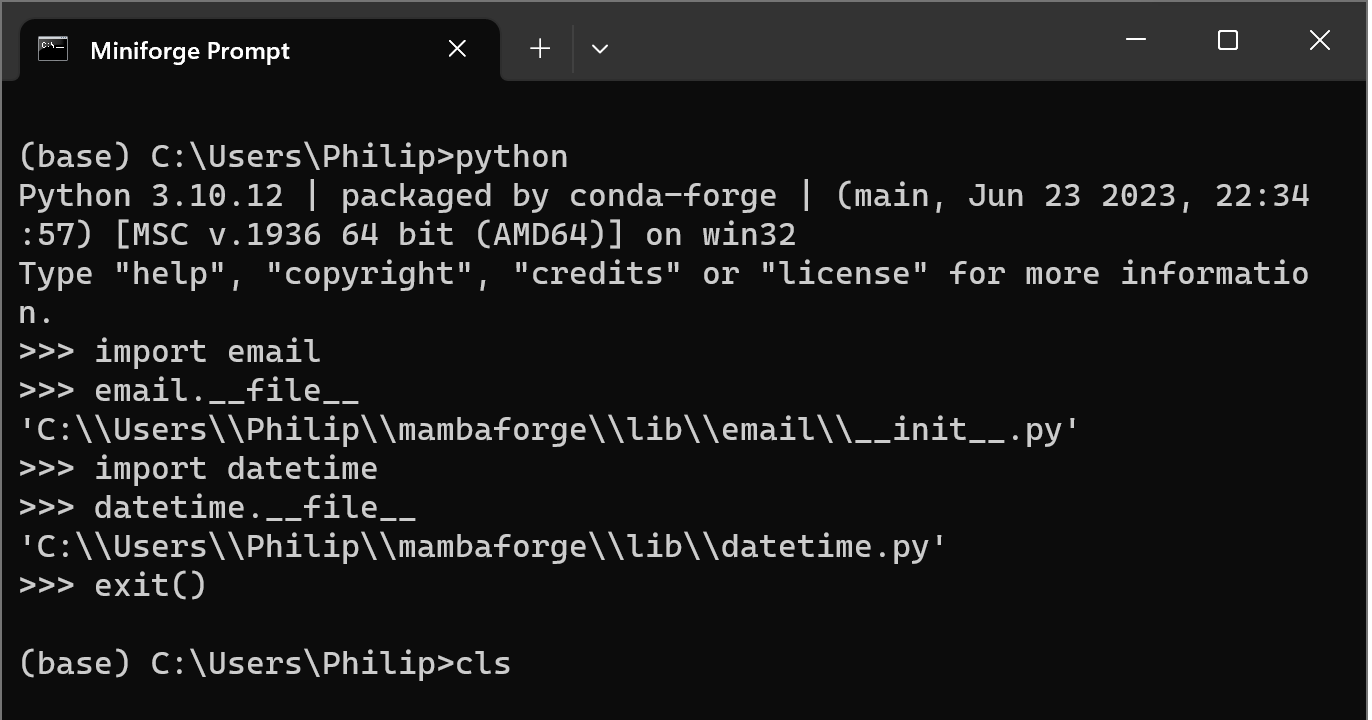 Miniforge Prompt
(base) C:\Users\Philip>python
Python 3.10.12 | packaged by conda-forge | (main, Jun 23 2023, 22:34
:57) [MSC v.1936 64 bit (AMD64)] on win32
Type "help", "copyright", "credits" or "license" for more informatio
n.
>>> import email
>>> email.__file__
'C:\\Users\\Philip\\mambaforge\\lib\\email\\__init__.py'
>>> import datetime
>>> datetime.__file__
'C:\\Users\\Philip\\mambaforge\\lib\\datetime.py'
>>> exit()
(base) C:\Users\Philip>cls